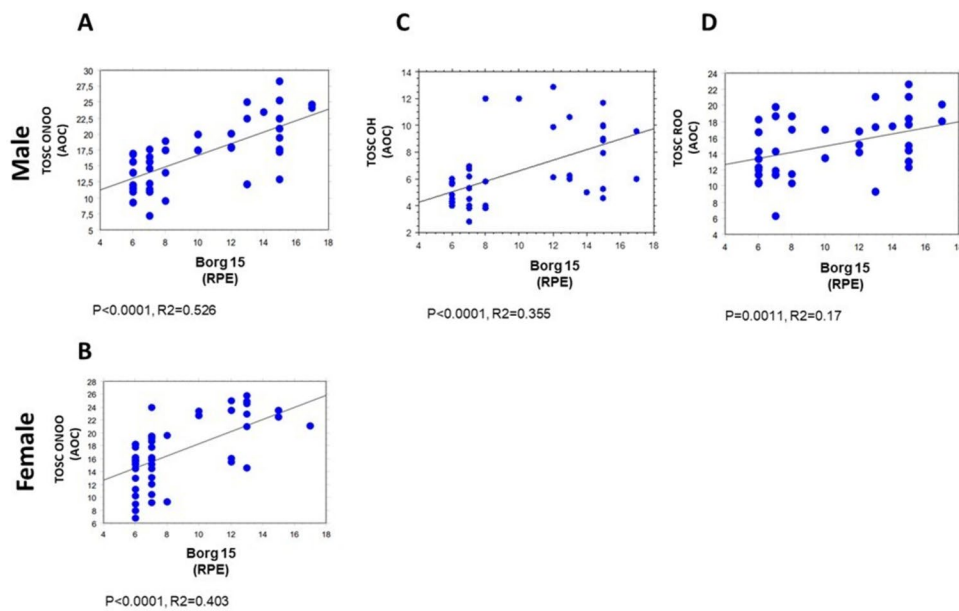 A
C
D
Male
TOSC ONOO
(AOC)
30
27,5
25
22,5
20
17,5
15
12,5
10
7,5
5
4 6 8 10 12 14 16 18
Borg 15
(RPE)
P<0.0001, R2=0.526
TOSC OH
(AOC)
14
12
10
8
6
4
2
4 6 8 10 12 14 16 18
Borg 15
(RPE)
P<0.0001, R2=0.355
TOSC ROO
(AOC)
24
22
20
18
16
14
12
10
8
6
4
4 6 8 10 12 14 16 18
Borg 15
(RPE)
P=0.0011, R2=0.17
B
Female
TOSC ONOO
(AOC)
28
26
24
22
20
18
16
14
12
10
8
6
4 6 8 10 12 14 16 18
Borg 15
(RPE)
P<0.0001, R2=0.403